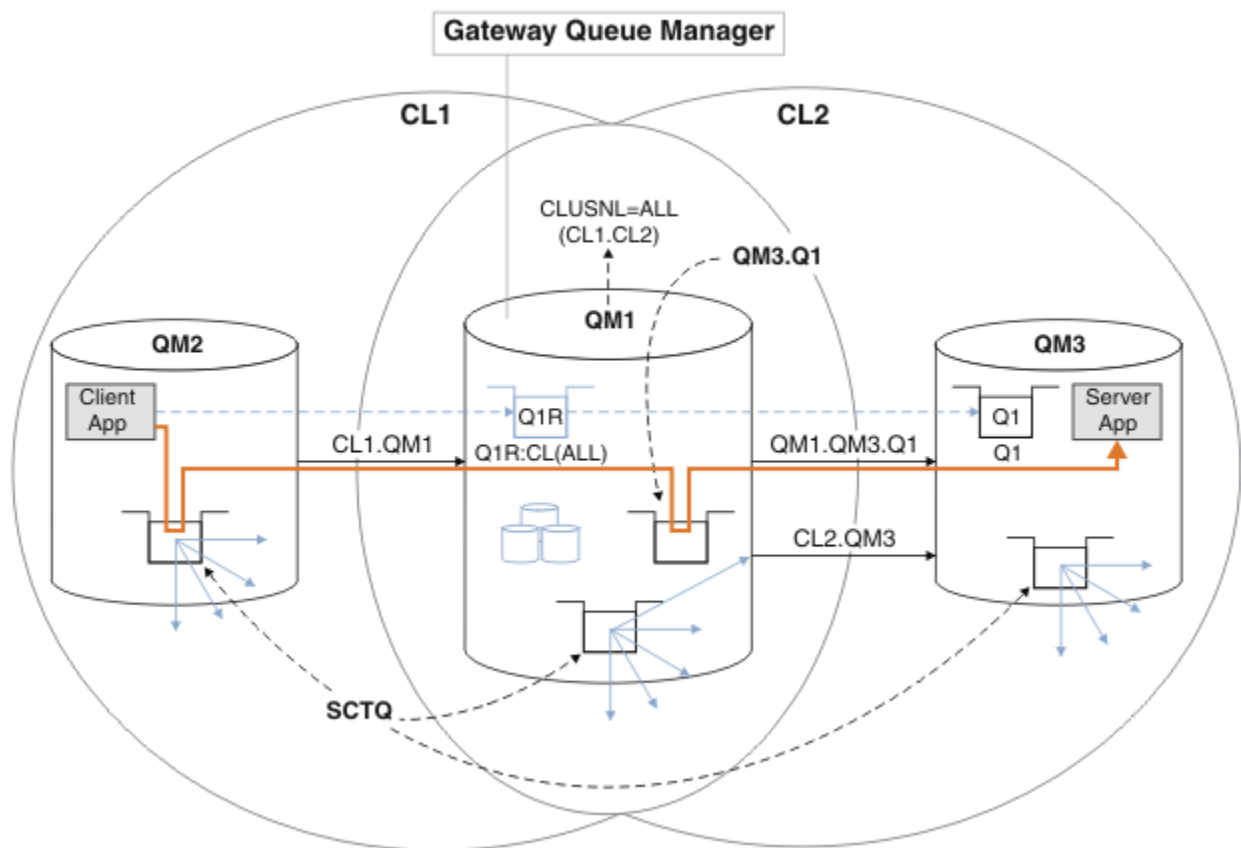 Gateway Queue Manager
CL1
CL2
CLUSNL=ALL
(CL1.CL2)
QM3.Q1
QM2
QM1
QM3
Client
App
Q1R
Q1
Server
App
CL1.QM1
Q1R:CL(ALL)
QM1.QM3.Q1
Q1
CL2.QM3
SCTQ